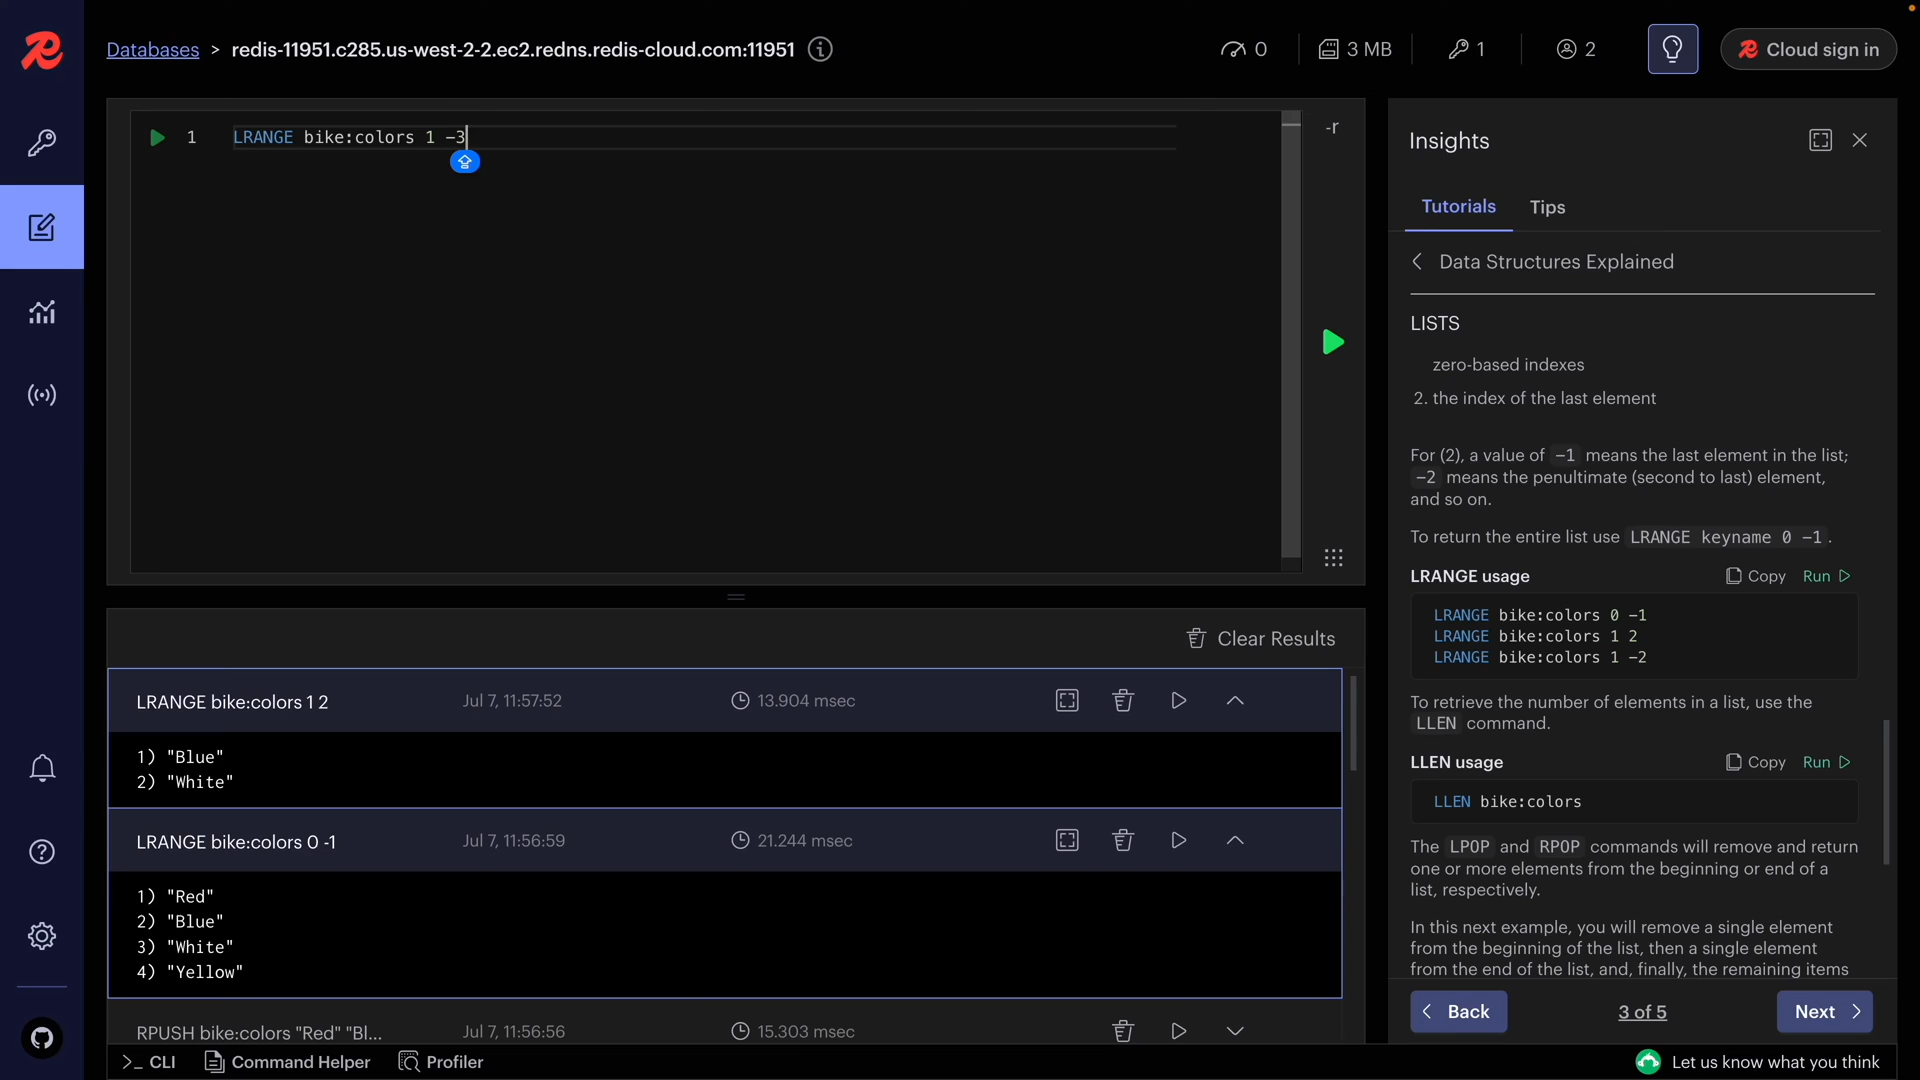 Databases > redis-11951.c285.us-west-2-2.ec2.redns.redis-cloud.com:11951
0
3 MB
1
2
Cloud sign in
1 LRANGE bike:colors 1 -3
-r
Clear Results
LRANGE bike:colors 1 2 Jul 7, 11:57:52 13.904 msec
1) "Blue"
2) "White"
LRANGE bike:colors 0 -1 Jul 7, 11:56:59 21.244 msec
1) "Red"
2) "Blue"
3) "White"
4) "Yellow"
RPUSH bike:colors "Red" "Bl... Jul 7, 11:56:56 15.303 msec
Insights
Tutorials Tips
Data Structures Explained
LISTS
zero-based indexes
2. the index of the last element
For (2), a value of -1 means the last element in the list;
-2 means the penultimate (second to last) element,
and so on.
To return the entire list use LRANGE keyname 0 -1.
LRANGE usage Copy Run
LRANGE bike:colors 0 -1
LRANGE bike:colors 1 2
LRANGE bike:colors 1 -2
To retrieve the number of elements in a list, use the
LLEN command.
LLEN usage Copy Run
LLEN bike:colors
The LPOP and RPOP commands will remove and return
one or more elements from the beginning or end of a
list, respectively.
In this next example, you will remove a single element
from the beginning of the list, then a single element
from the end of the list, and, finally, the remaining items
Back 3 of 5 Next
>_ CLI Command Helper Profiler
Let us know what you think